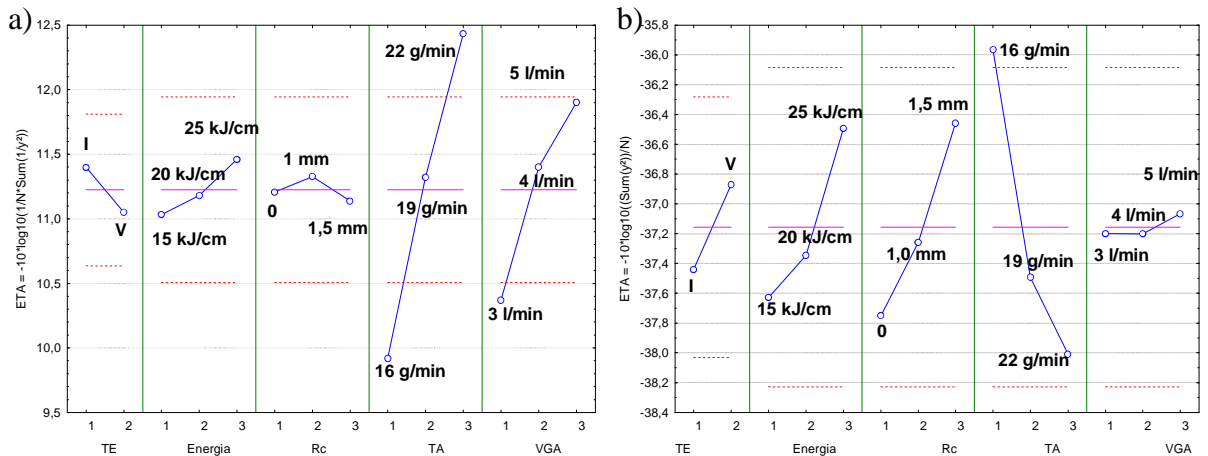 a)
ETA = -10*log10(1/N*Sum(1/y²))
12,5
12,0
11,5
11,0
10,5
10,0
9,5
I
V
15 kJ/cm
20 kJ/cm
25 kJ/cm
0
1 mm
1,5 mm
16 g/min
19 g/min
22 g/min
3 l/min
4 l/min
5 l/min
1 2 1 2 3 1 2 3 1 2 3 1 2 3
TE Energia Rc TA VGA
b)
ETA = -10*log10((Sum(y²))/N)
-35,8
-36,0
-36,2
-36,4
-36,6
-36,8
-37,0
-37,2
-37,4
-37,6
-37,8
-38,0
-38,2
-38,4
I
V
15 kJ/cm
20 kJ/cm
25 kJ/cm
0
1,0 mm
1,5 mm
16 g/min
19 g/min
22 g/min
3 l/min
4 l/min
5 l/min
1 2 1 2 3 1 2 3 1 2 3 1 2 3
TE Energia Rc TA VGA